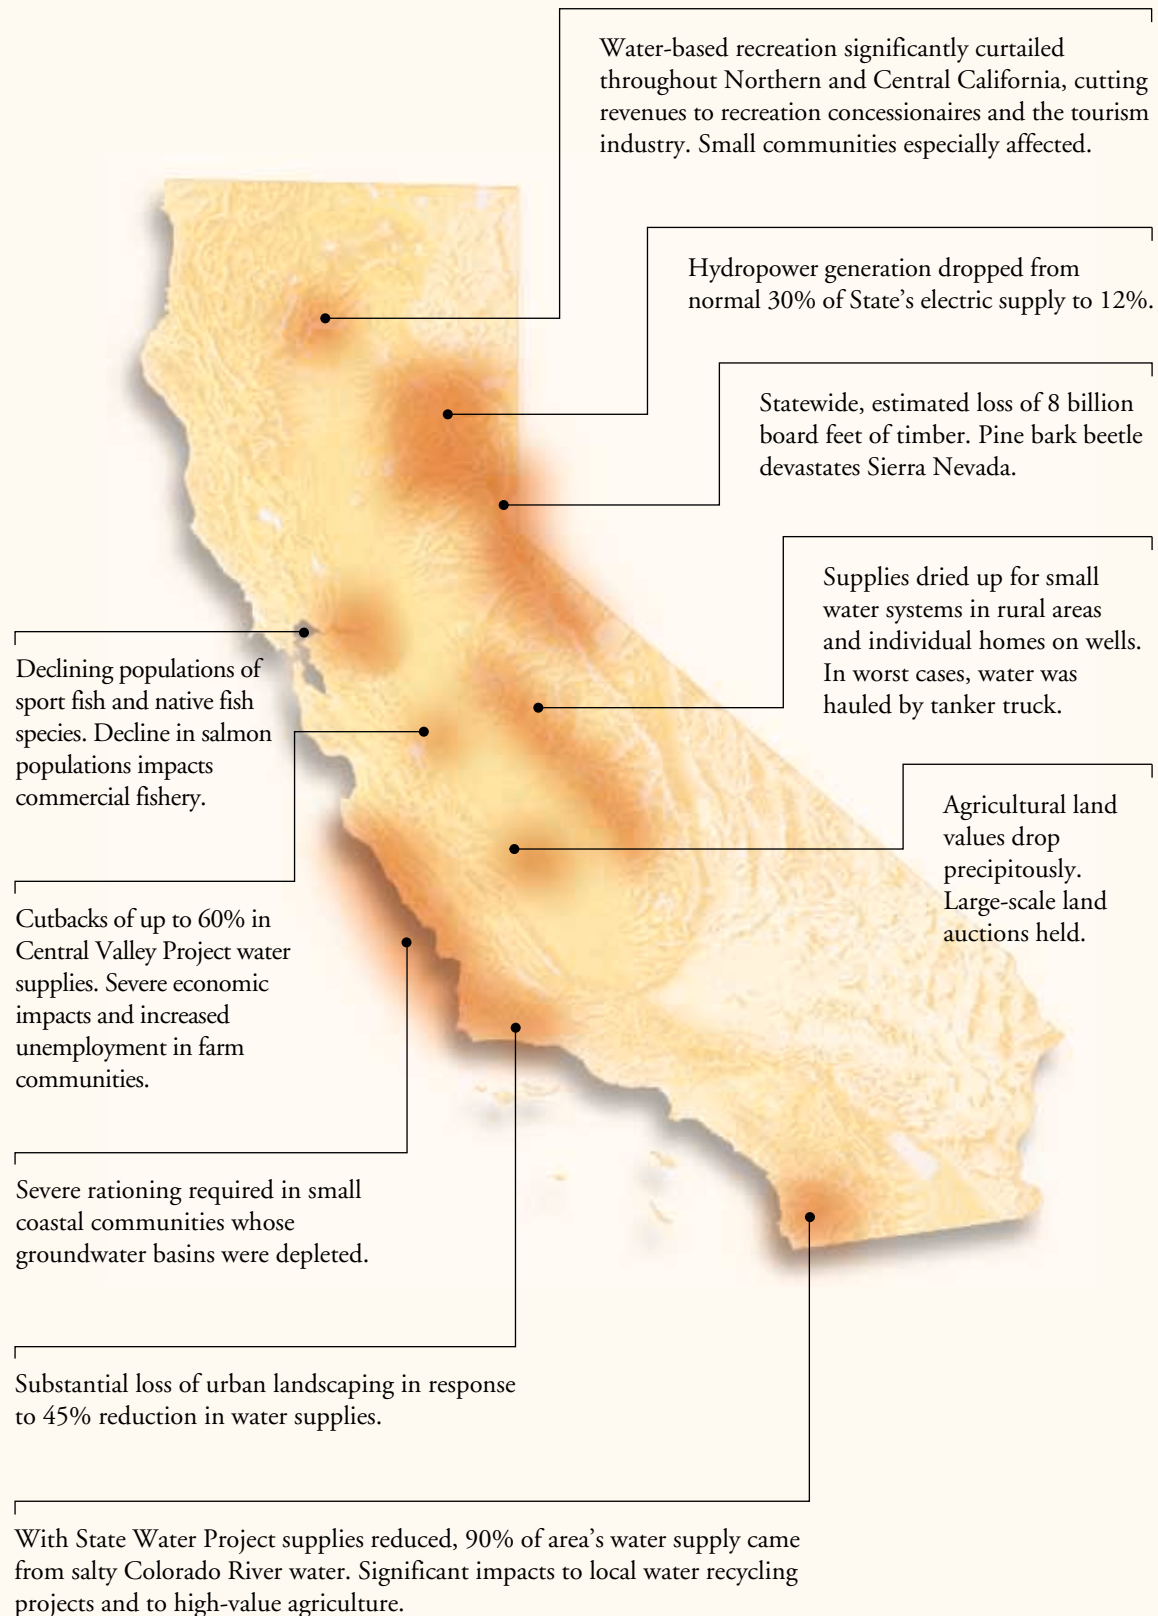 Water-based recreation significantly curtailed
throughout Northern and Central California, cutting
revenues to recreation concessionaires and the tourism
industry. Small communities especially affected.
Hydropower generation dropped from
normal 30% of State’s electric supply to 12%.
Statewide, estimated loss of 8 billion
board feet of timber. Pine bark beetle
devastates Sierra Nevada.
Supplies dried up for small
water systems in rural areas
and individual homes on wells.
In worst cases, water was
hauled by tanker truck.
Declining populations of
sport fish and native fish
species. Decline in salmon
populations impacts
commercial fishery.
Agricultural land
values drop
precipitously.
Large-scale land
auctions held.
Cutbacks of up to 60% in
Central Valley Project water
supplies. Severe economic
impacts and increased
unemployment in farm
communities.
Severe rationing required in small
coastal communities whose
groundwater basins were depleted.
Substantial loss of urban landscaping in response
to 45% reduction in water supplies.
With State Water Project supplies reduced, 90% of area’s water supply came
from salty Colorado River water. Significant impacts to local water recycling
projects and to high-value agriculture.